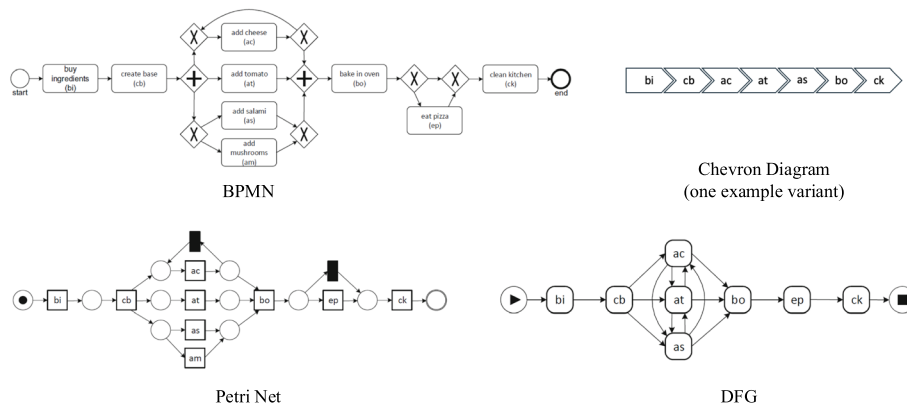 add cheese
(ac)
buy
ingredients
(bi)
create base
(cb)
add tomato
(at)
bake in oven
(bo)
clean kitchen
(ck)
start
end
add salami
(as)
eat pizza
(ep)
add
mushrooms
(am)
BPMN
bi cb ac at as bo ck
Chevron Diagram
(one example variant)
ac
bi cb at bo ep ck
as
am
Petri Net
ac
bi cb at bo ep ck
as
DFG